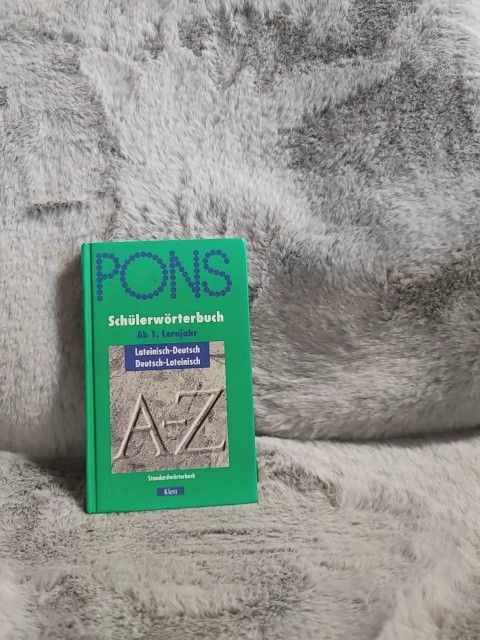 PONS
Schülerwörterbuch
Ab 1. Lernjahr
Lateinisch-Deutsch
Deutsch-Lateinisch
A-Z
Standardwörterbuch
Klett